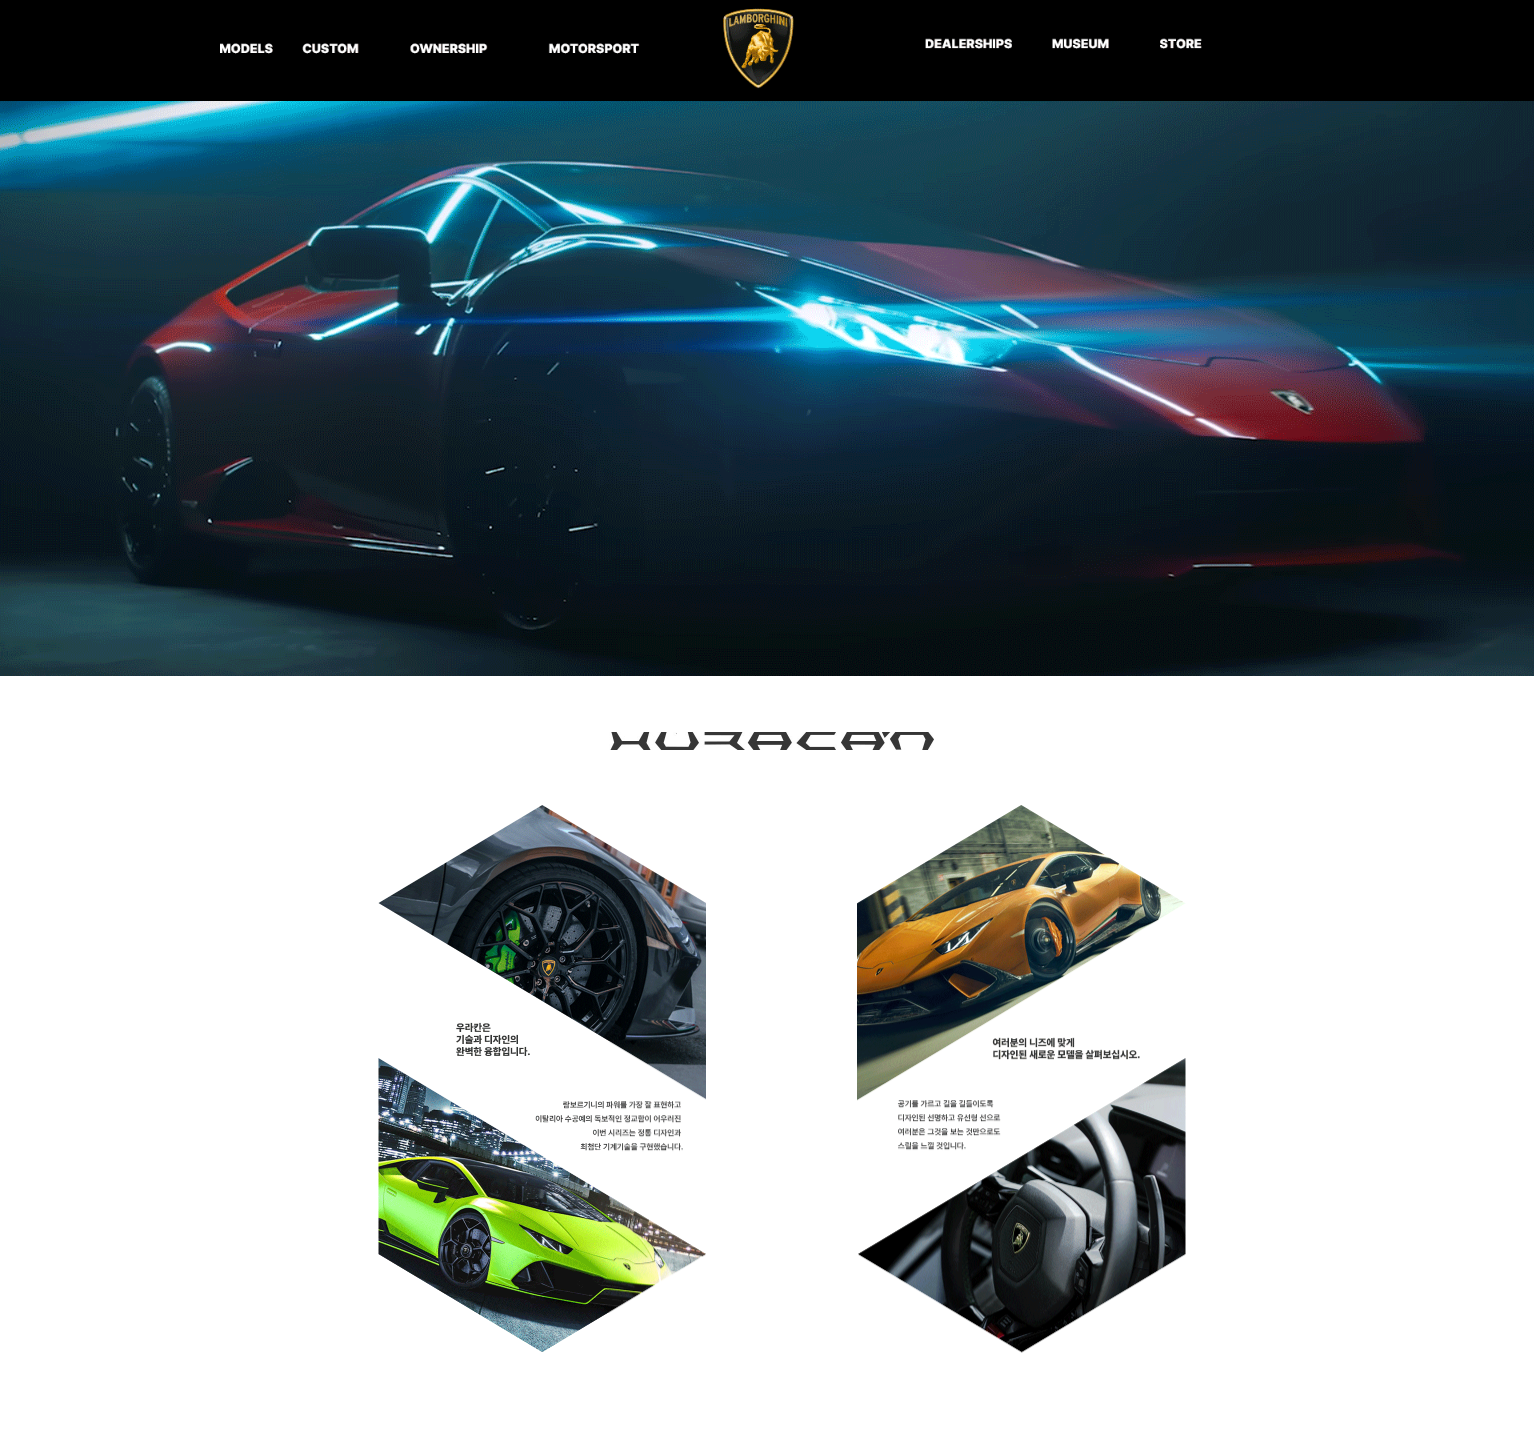 MODELS CUSTOM OWNERSHIP MOTORSPORT
LAMBORGHINI
DEALERSHIPS MUSEUM STORE
HURACÁN
우라칸은
기술과 디자인의
완벽한 융합입니다.
람보르기니의 파워를 가장 잘 표현하고
이탈리아 수공예의 독보적인 정교함이 어우러진
이번 시리즈는 정통 디자인과
최첨단 기계기술을 구현했습니다.
여러분의 니즈에 맞게
디자인된 새로운 모델을 살펴보십시오.
공기를 가르고 길을 길들이도록
디자인된 선명하고 유선형 선으로
여러분은 그것을 보는 것만으로도
스릴을 느낄 것입니다.